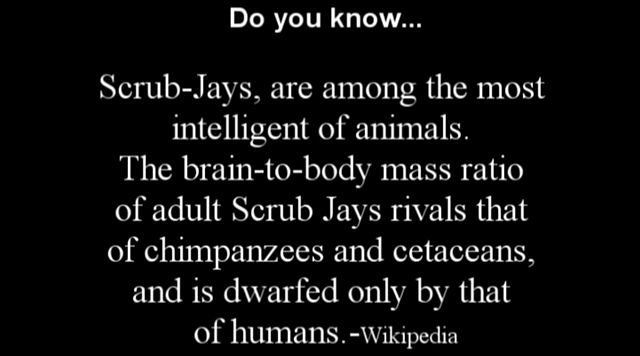 Do you know...
Scrub-Jays, are among the most
intelligent of animals.
The brain-to-body mass ratio
of adult Scrub Jays rivals that
of chimpanzees and cetaceans,
and is dwarfed only by that
of humans.-Wikipedia